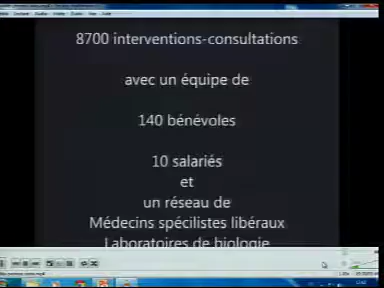 8700 interventions-consultations
avec un équipe de
140 bénévoles
10 salariés
et
un réseau de
Médecins spécilistes libéraux
Laboratoires de biologie